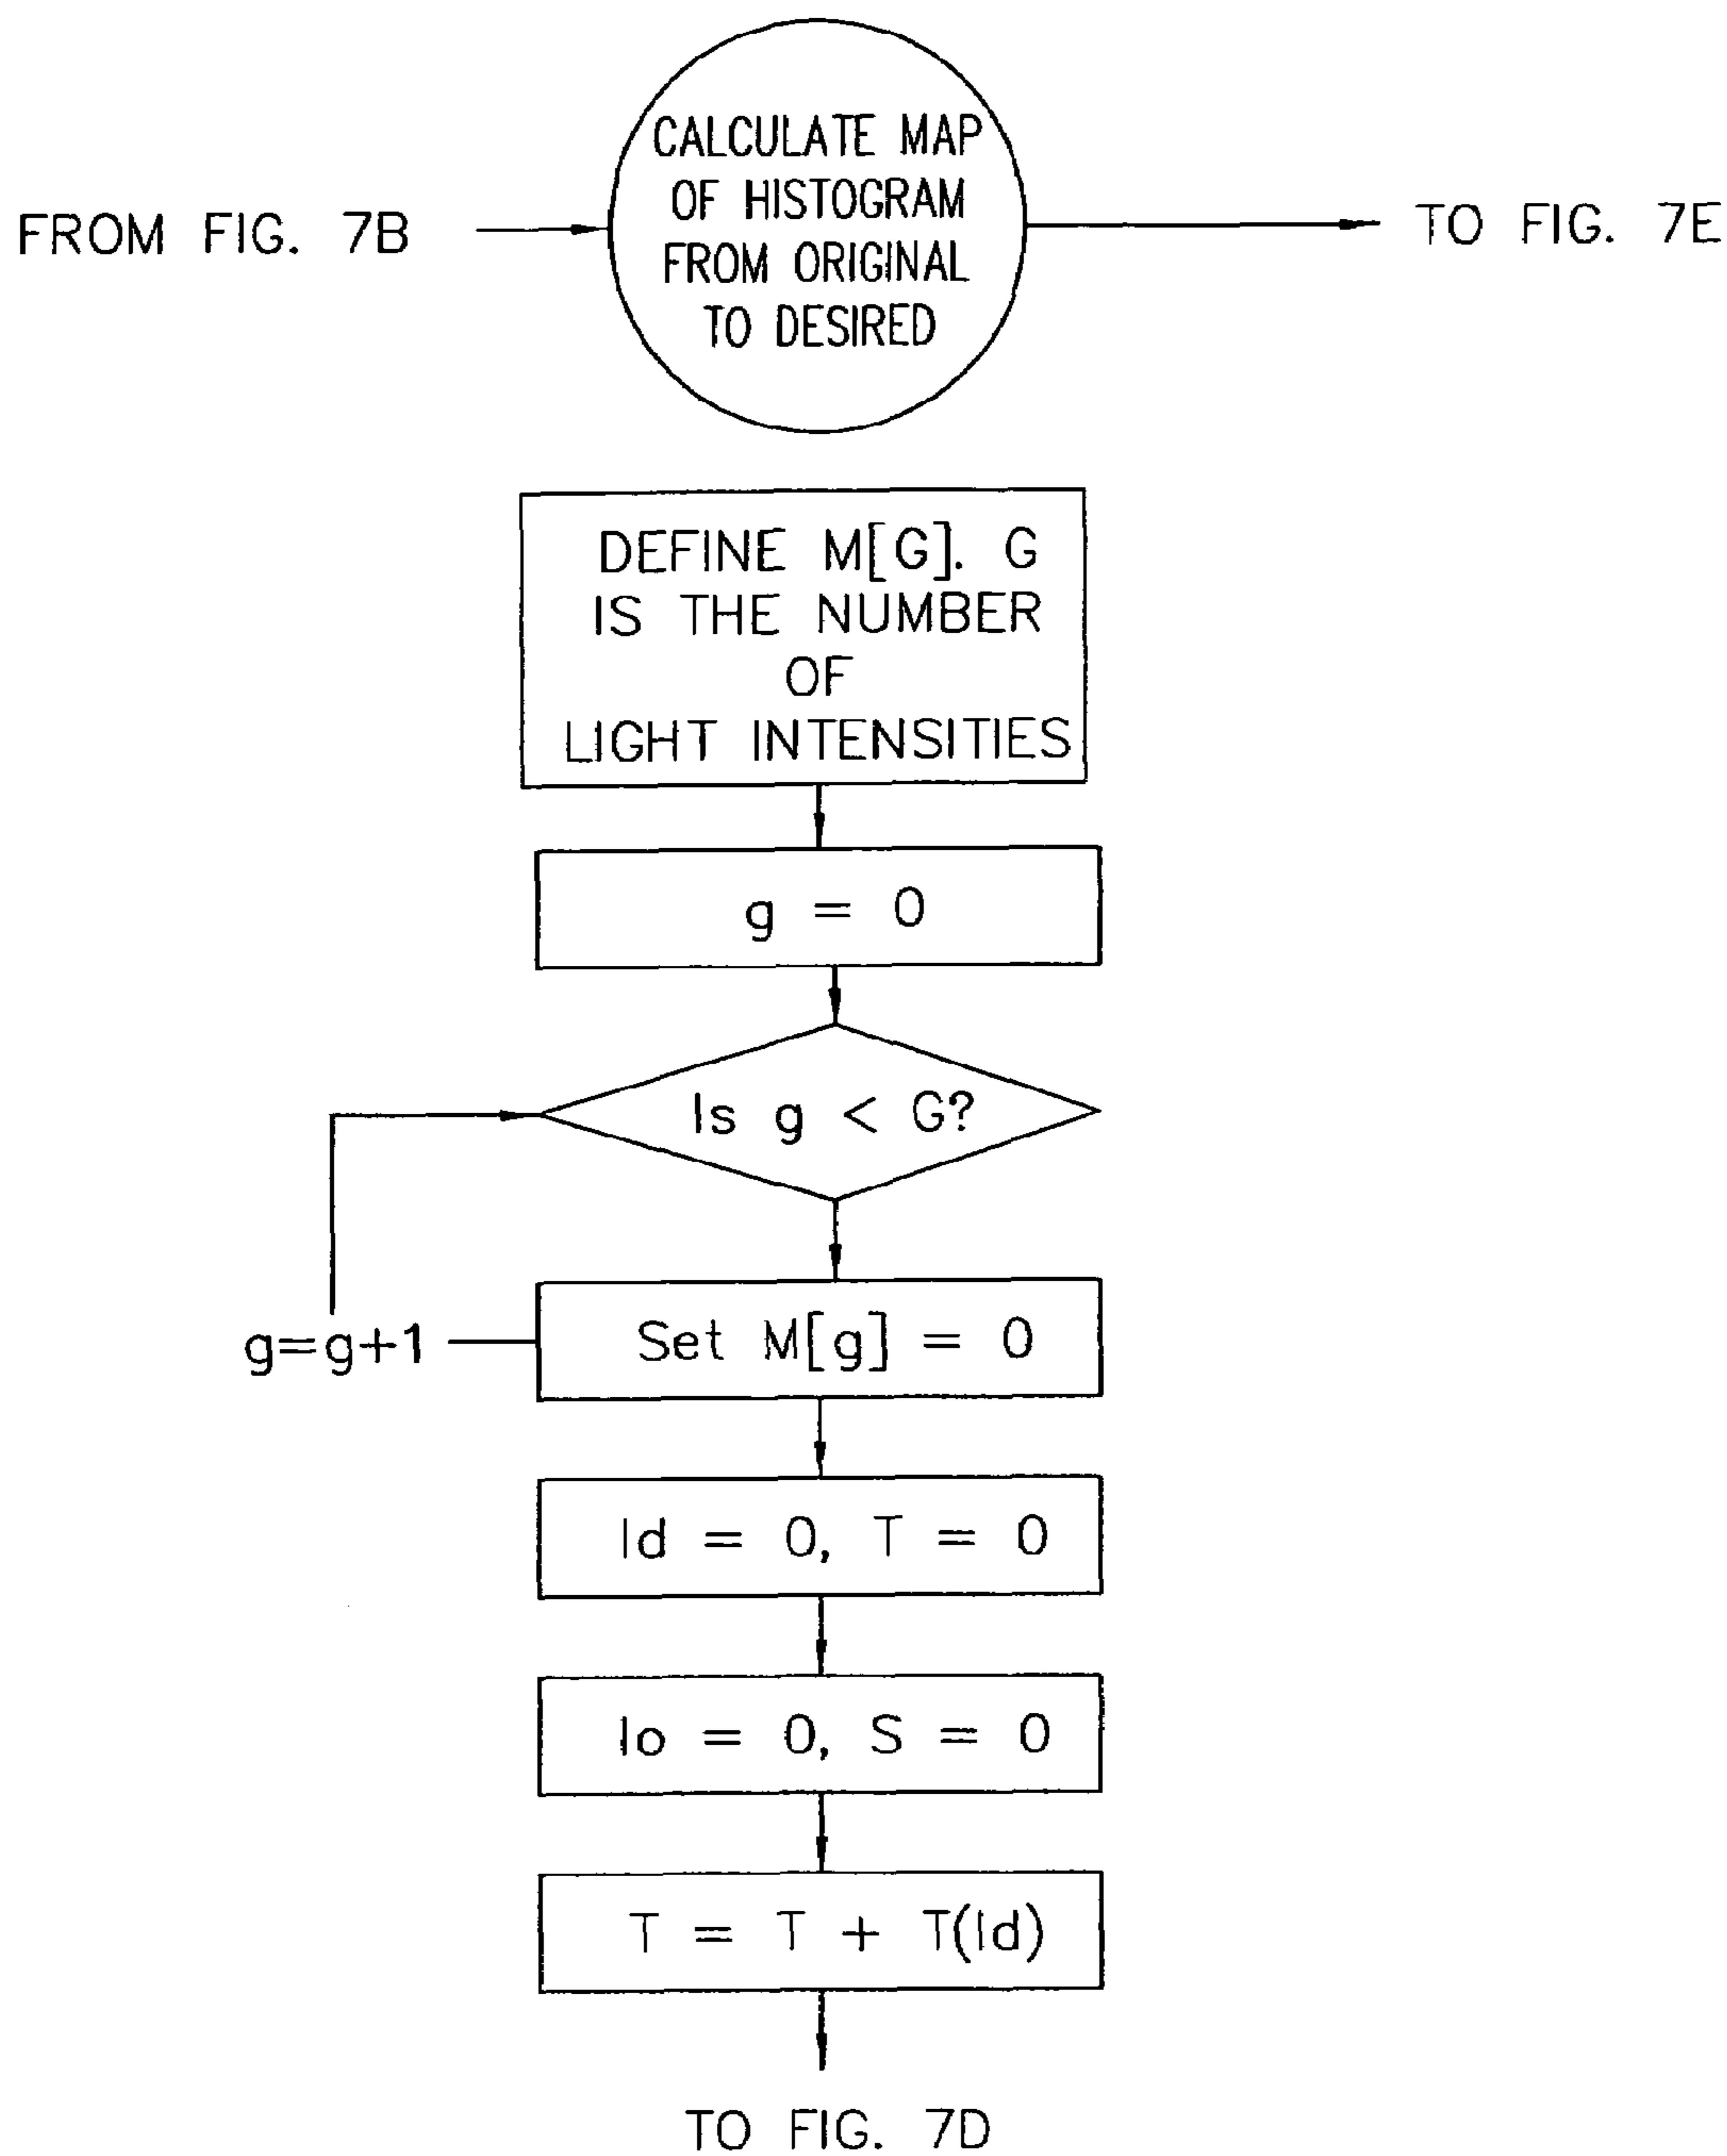 CALCULATE MAP
OF HISTOGRAM
FROM ORIGINAL
TO DESIRED
FROM FIG. 7B
TO FIG. 7E
DEFINE M[G]. G
IS THE NUMBER
OF
LIGHT INTENSITIES
g = 0
Is g < G?
g=g+1
Set M[g] = 0
Id = 0, T = 0
Io = 0, S = 0
T = T + T(Id)
TO FIG. 7D